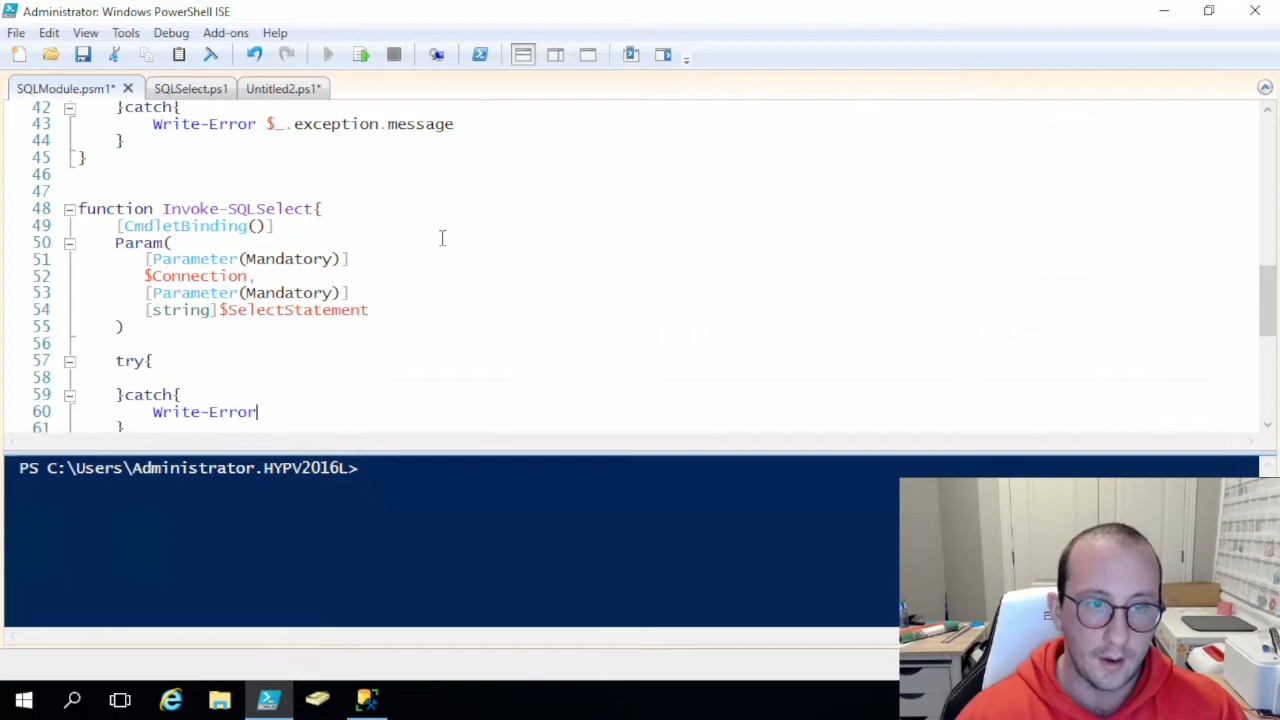 Administrator: Windows PowerShell ISE
File Edit View Tools Debug Add-ons Help
SQLModule.psm1* SQLSelect.ps1 Untitled2.ps1*
42 }catch{
43 Write-Error $_.exception.message
44 }
45 }
46
47
48 function Invoke-SQLSelect{
49 [CmdletBinding()]
50 Param(
51 [Parameter(Mandatory)]
52 $Connection,
53 [Parameter(Mandatory)]
54 [string]$SelectStatement
55 )
56
57 try{
58
59 }catch{
60 Write-Error
61 }
PS C:\Users\Administrator.HYPV2016L>